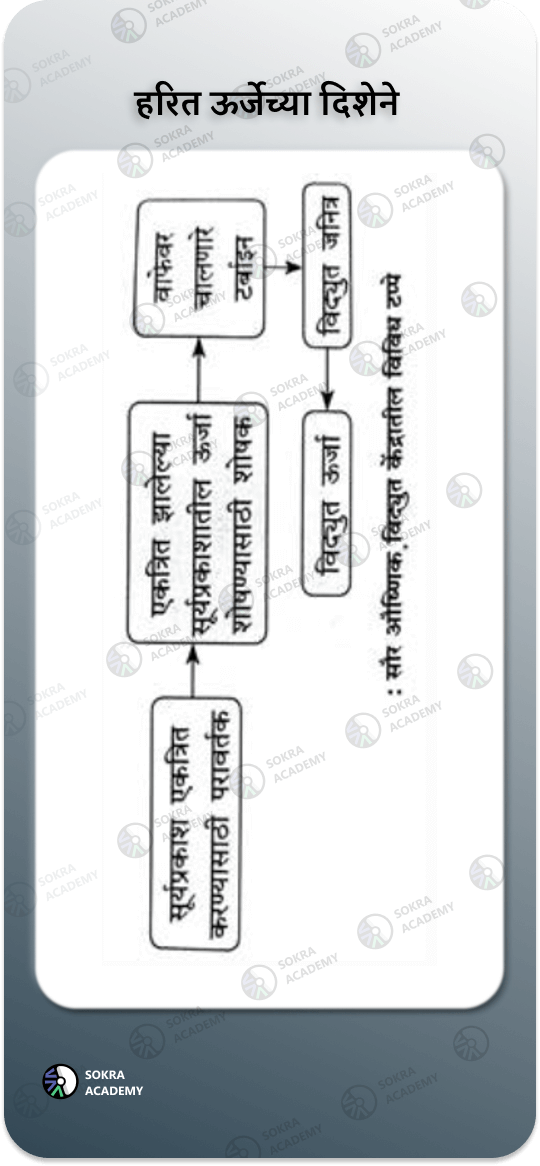 हरित ऊर्जेच्या दिशेने
सूर्यप्रकाश एकत्रित
करण्यासाठी परावर्तक
एकत्रित झालेल्या
सूर्यप्रकाशातील ऊर्जा
शोषण्यासाठी शोषक
वाफेवर
चालणारे
टर्बाइन
विद्युत जनित्र
विद्युत ऊर्जा
: सौर औष्णिक विद्युत केंद्रातील विविध टप्पे
SOKRA
ACADEMY